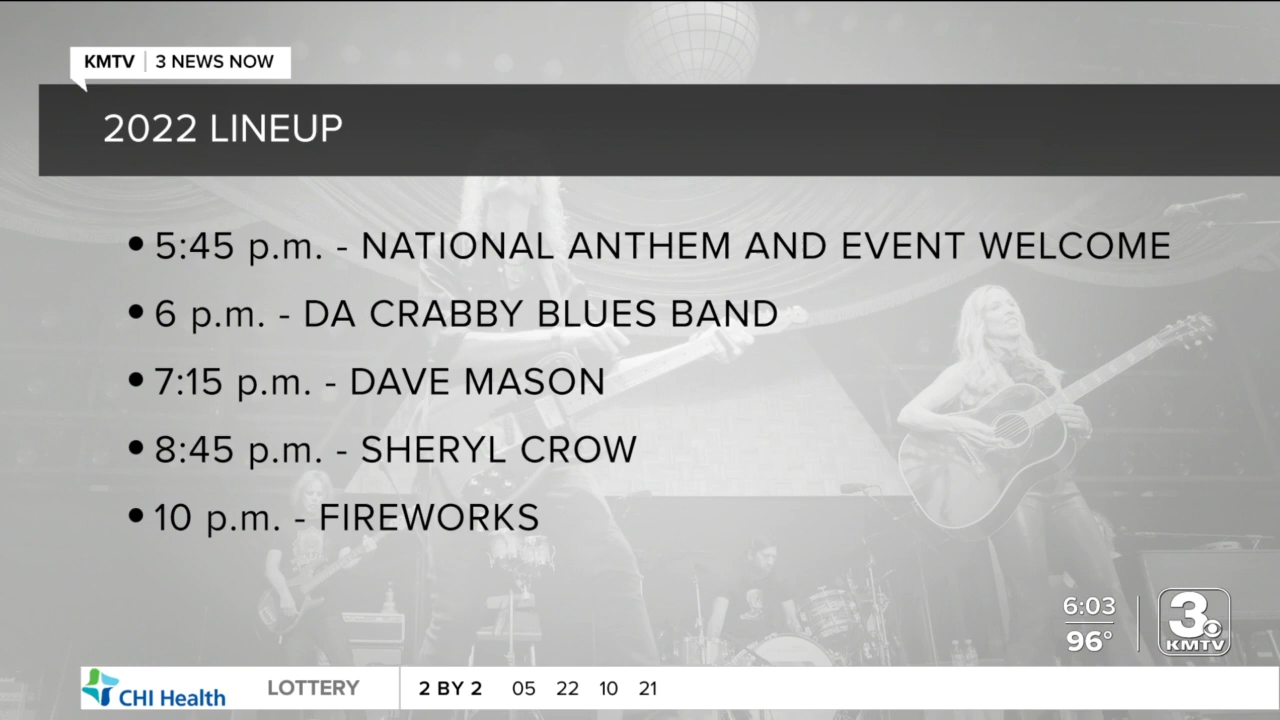 KMTV | 3 NEWS NOW
2022 LINEUP
• 5:45 p.m. - NATIONAL ANTHEM AND EVENT WELCOME
• 6 p.m. - DA CRABBY BLUES BAND
• 7:15 p.m. - DAVE MASON
• 8:45 p.m. - SHERYL CROW
• 10 p.m. - FIREWORKS
6:03
96°
3
KMTV
CHI Health LOTTERY 2 BY 2 05 22 10 21